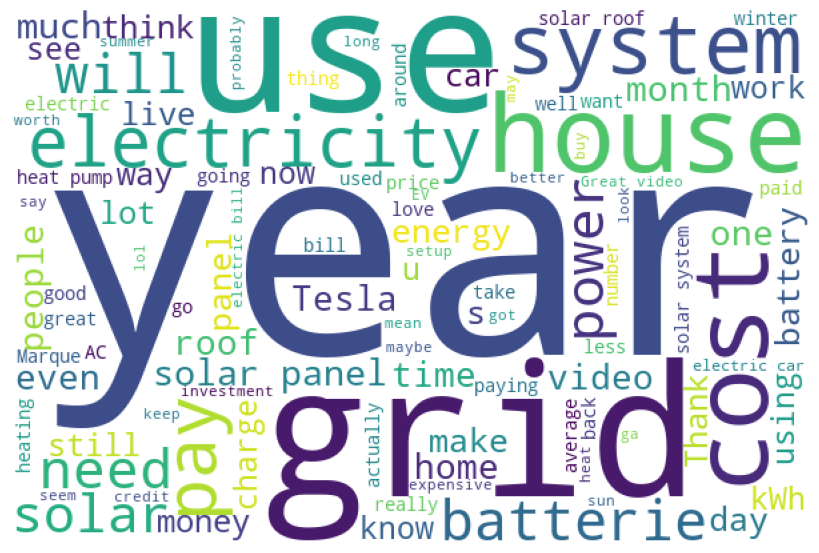 much think
use
solar roof
winter
summer
probably
long
around
see
will
system
thing
car
may
well want
month work
electric
worth
live
electricity
house
buy
heat pump way
going now
used price
EV
better
Great video
paid
say
year
lot
love
look
people
lol
panel
electric bill
bill
energy
power
number
one
good
go
setup
u
Tesla
s
take
got
cost
solar system
battery
great
mean
Marque AC
roof
maybe
less
even
solar panel time
paying
video
electric car
using
heating
keep
pay
investment
grid
charge
actually
make
average
back
Thank
still
home
heat
ga
need
expensive
kWh
seem
credit
really
sun
solar money
know batterie day